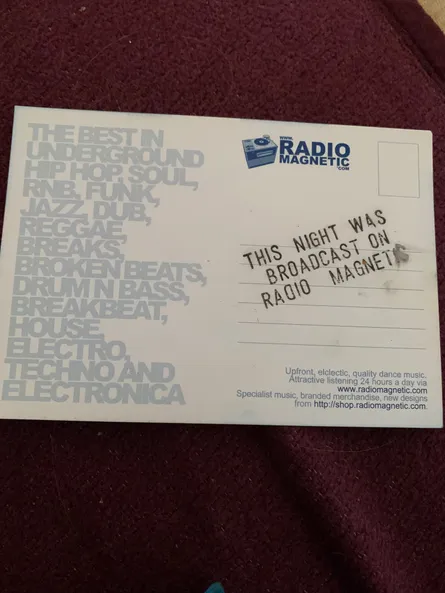 THE BEST IN
UNDERGROUND
HIP HOP, SOUL,
RNB, FUNK,
JAZZ, DUB,
REGGAE,
BREAKS,
BROKEN BEATS,
DRUM N BASS,
BREAKBEAT,
HOUSE,
ELECTRO,
TECHNO AND
ELECTRONICA
WWW.
RADIO
MAGNETIC
.COM
THIS NIGHT WAS
BROADCAST ON
RADIO MAGNETIC
Upfront, elclectic, quality dance music.
Attractive listening 24 hours a day via
www.radiomagnetic.com
Specialist music, branded merchandise, new designs
from http://shop.radiomagnetic.com.